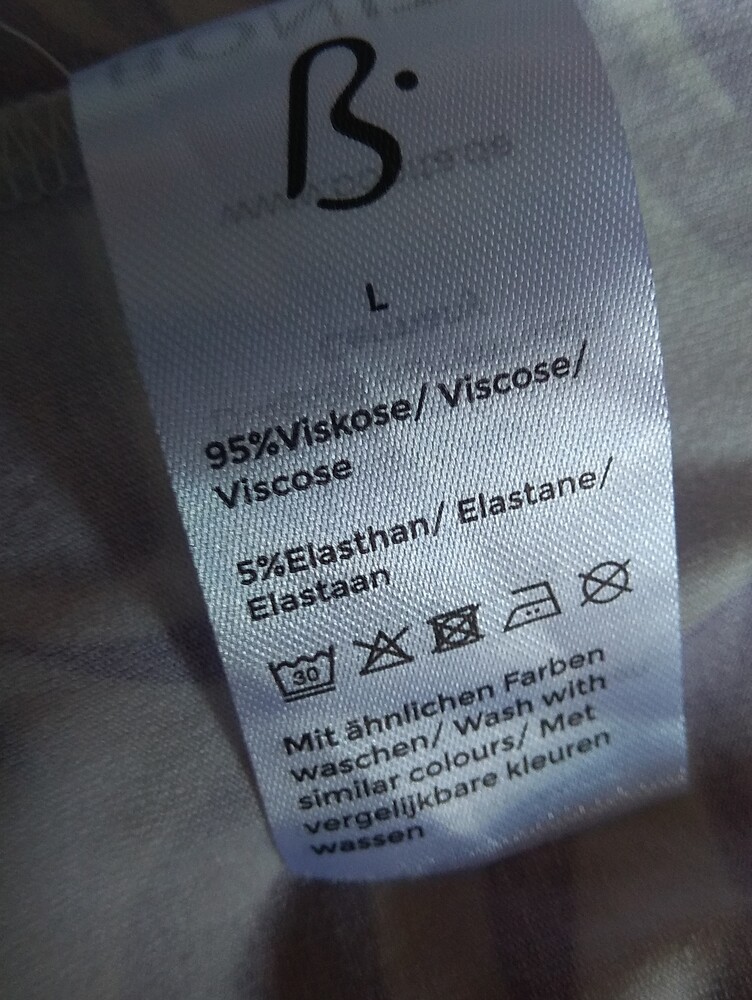 B.
L
95%Viskose/ Viscose/
Viscose
5%Elasthan/ Elastane/
Elastaan
30
Mit ähnlichen Farben
waschen/ Wash with
similar colours/ Met
vergelijkbare kleuren
wassen